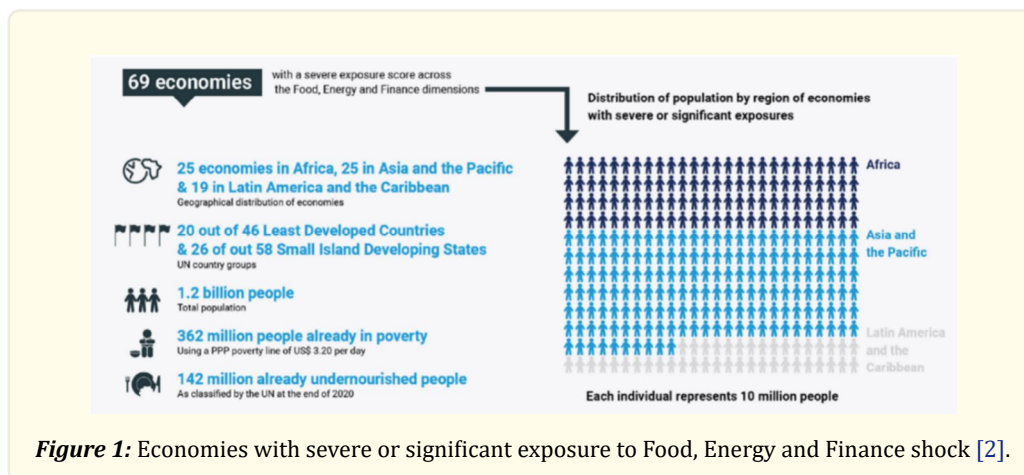 69 economies
with a severe exposure score across
the Food, Energy and Finance dimensions
Distribution of population by region of economies
with severe or significant exposures
25 economies in Africa, 25 in Asia and the Pacific
& 19 in Latin America and the Caribbean
Geographical distribution of economies
20 out of 46 Least Developed Countries
& 26 of out 58 Small Island Developing States
UN country groups
1.2 billion people
Total population
362 million people already in poverty
Using a PPP poverty line of US$ 3.20 per day
142 million already undernourished people
As classified by the UN at the end of 2020
Africa
Asia and
the Pacific
Latin America
and the
Caribbean
Each individual represents 10 million people
Figure 1: Economies with severe or significant exposure to Food, Energy and Finance shock [2].